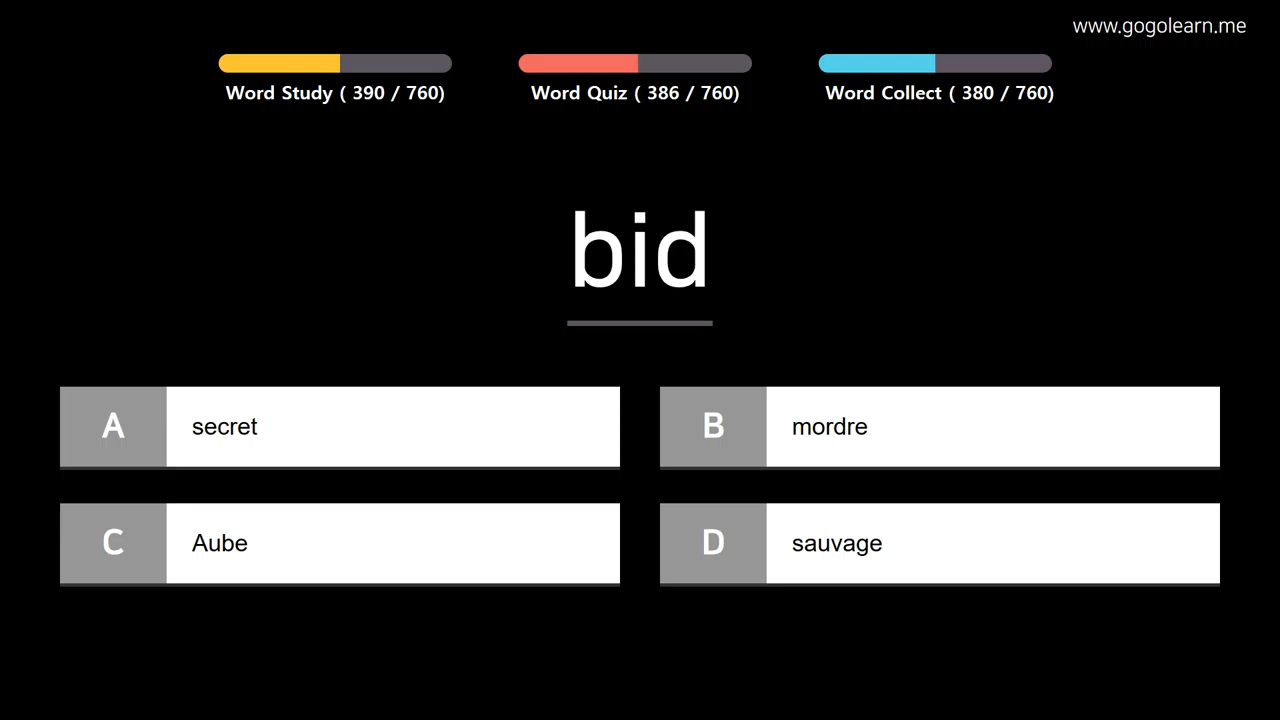 www.gogolearn.me
Word Study ( 390 / 760)
Word Quiz ( 386 / 760)
Word Collect ( 380 / 760)
bid
A secret
B mordre
C Aube
D sauvage